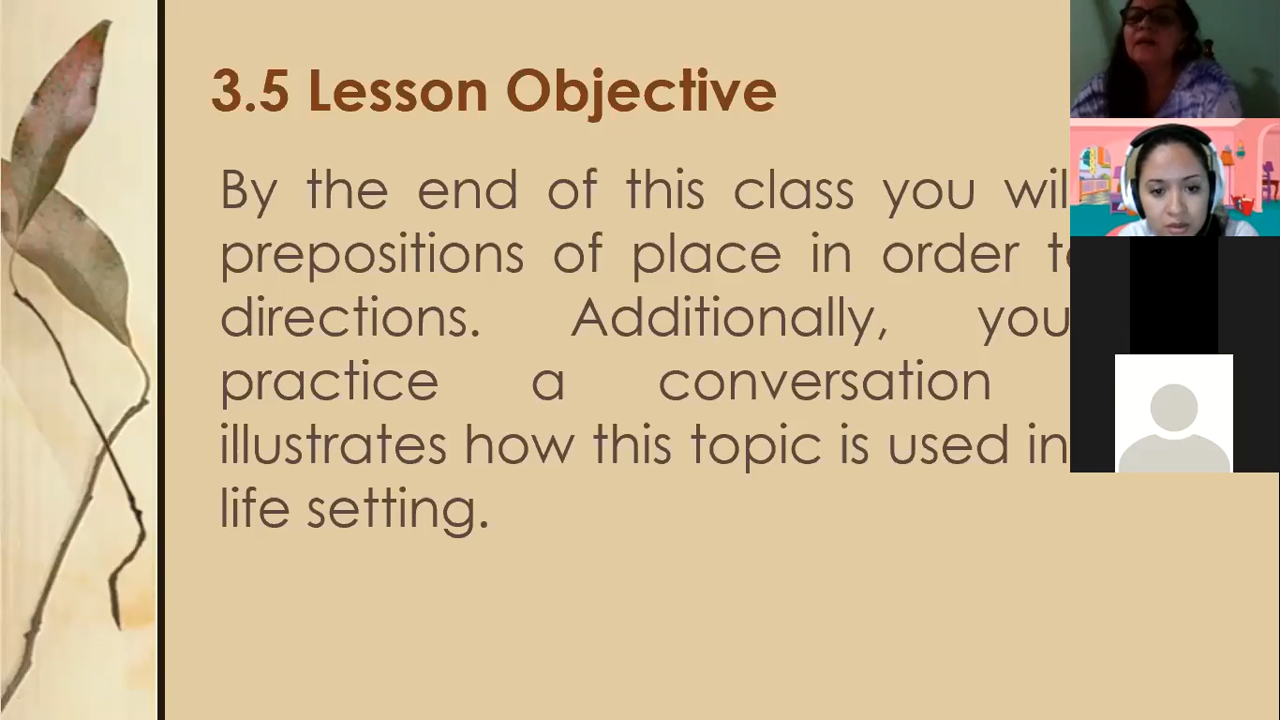 3.5 Lesson Objective
By the end of this class you
prepositions of place in order
directions. Additionally, you
practice a conversation
illustrates how this topic is used in
life setting.